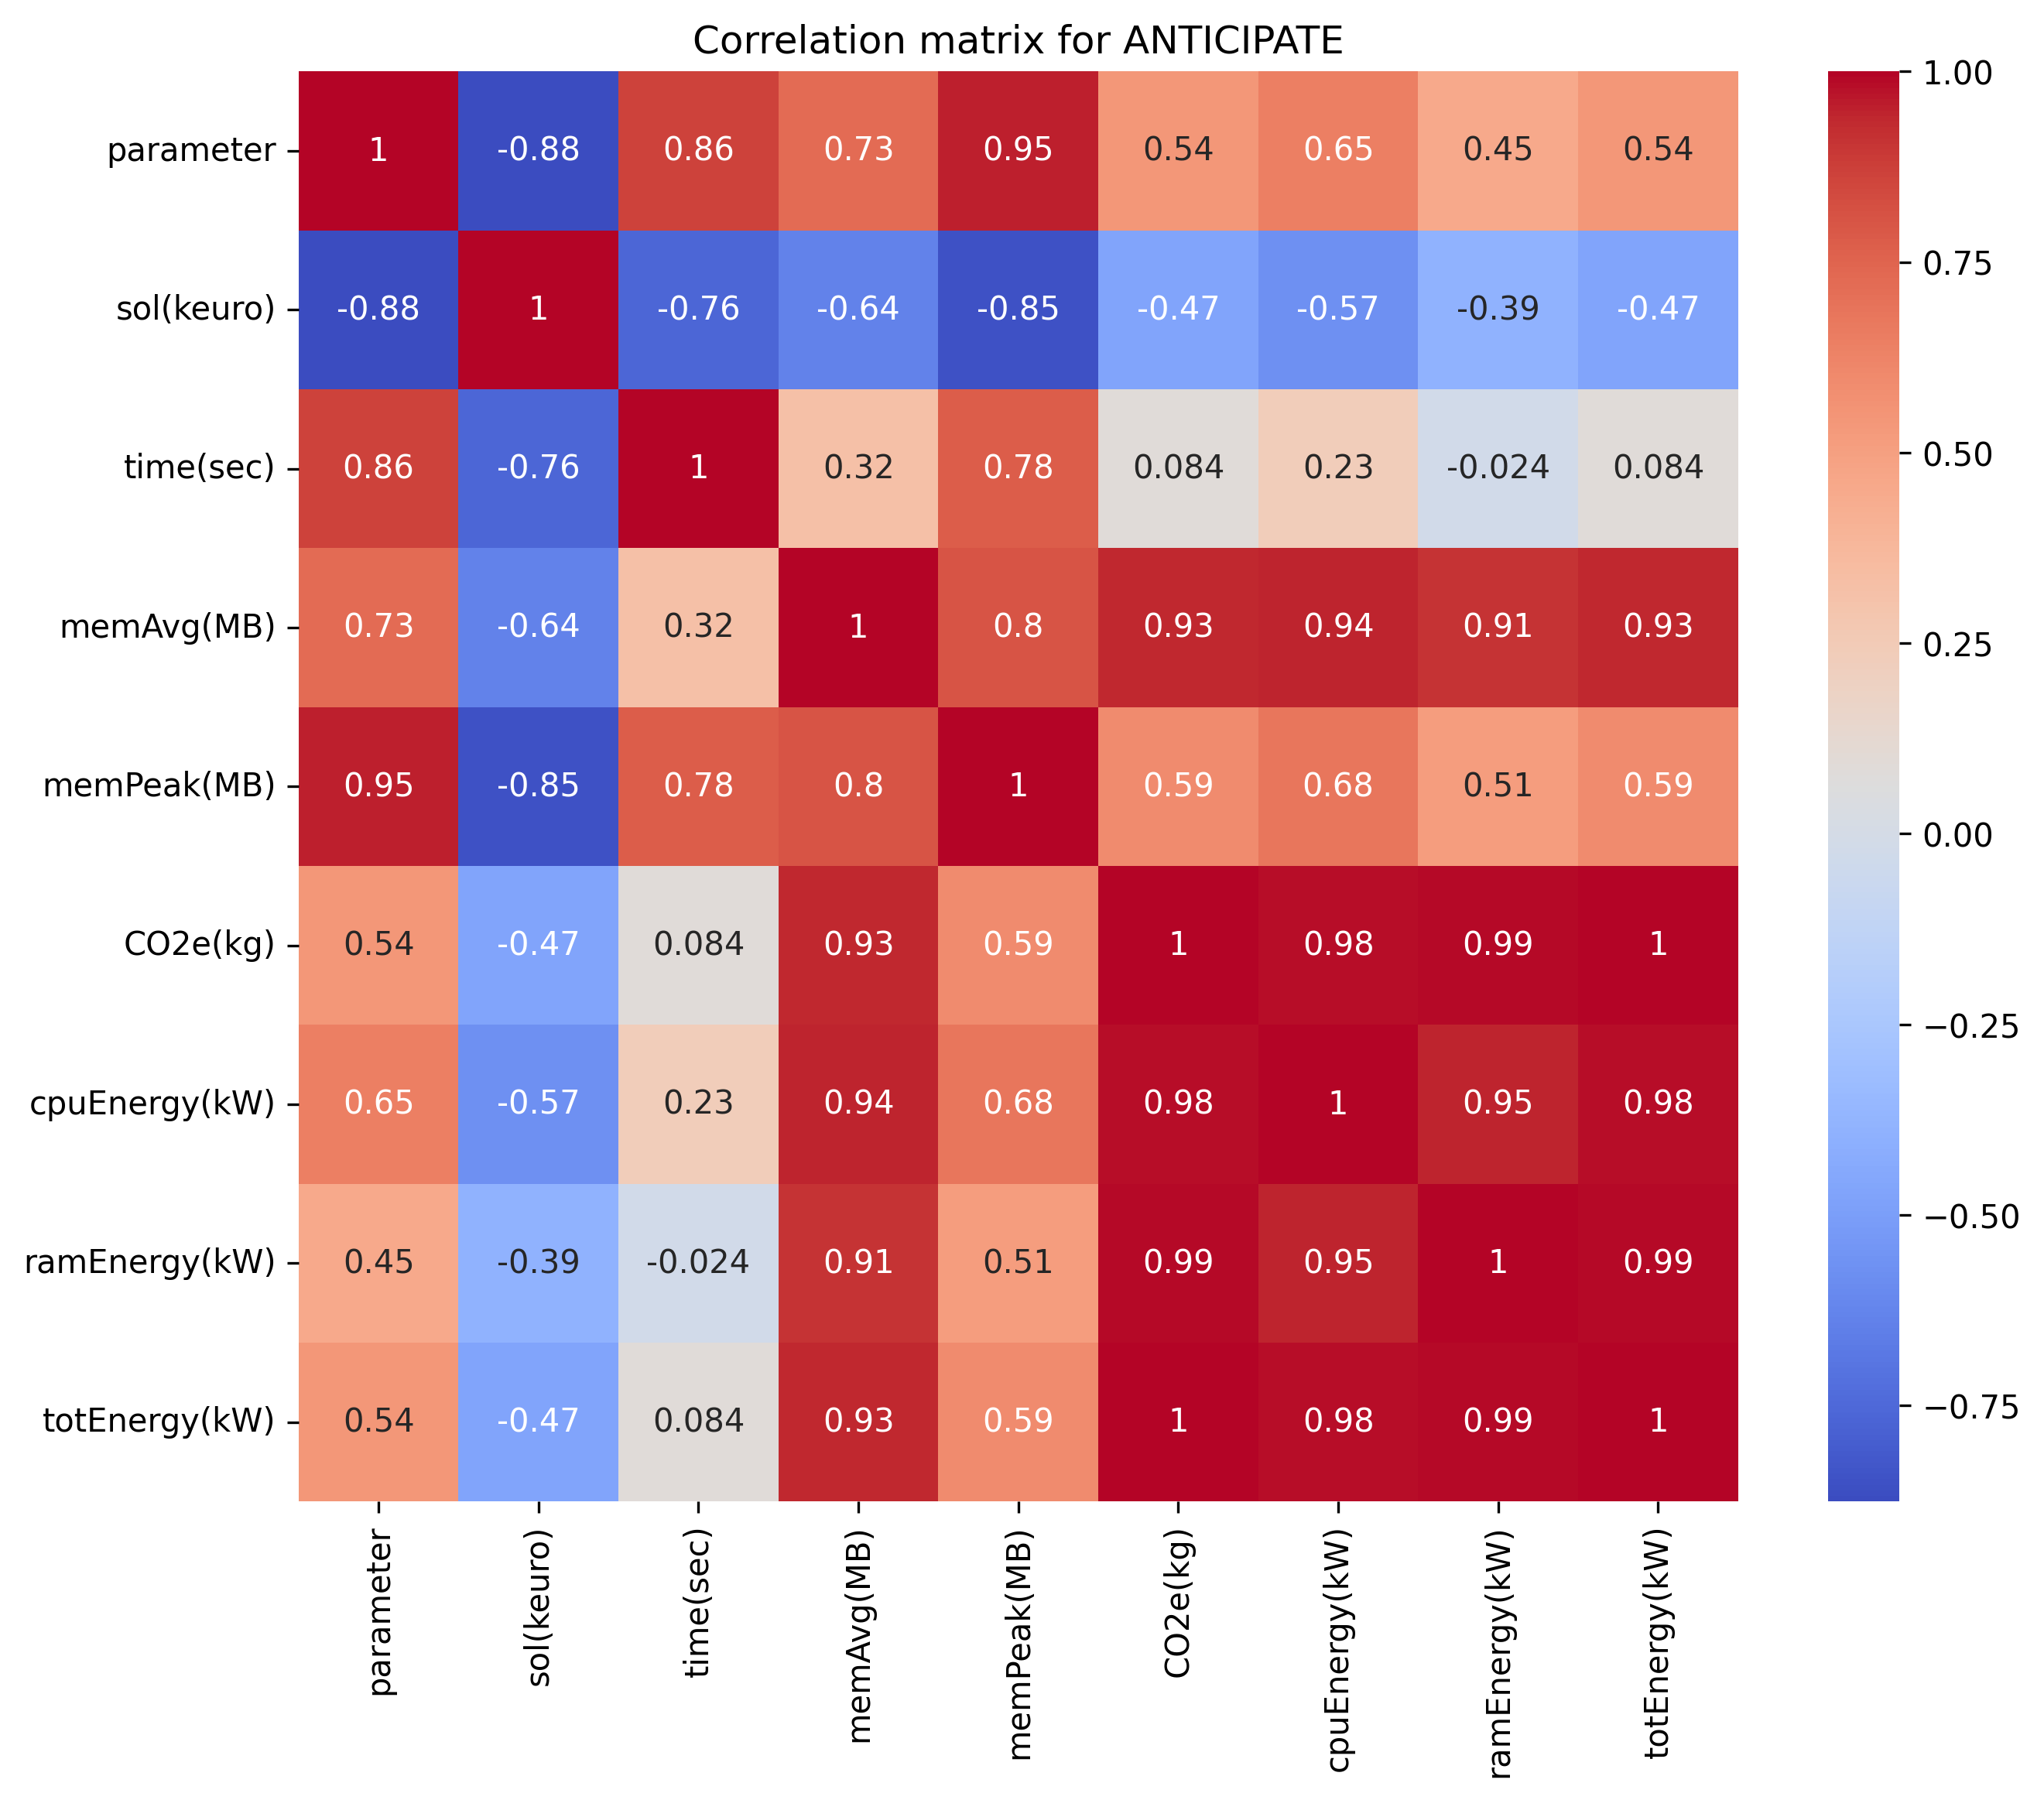 Correlation matrix for ANTICIPATE
parameter 1 -0.88 0.86 0.73 0.95 0.54 0.65 0.45 0.54
sol(keuro) -0.88 1 -0.76 -0.64 -0.85 -0.47 -0.57 -0.39 -0.47
time(sec) 0.86 -0.76 1 0.32 0.78 0.084 0.23 -0.024 0.084
memAvg(MB) 0.73 -0.64 0.32 1 0.8 0.93 0.94 0.91 0.93
memPeak(MB) 0.95 -0.85 0.78 0.8 1 0.59 0.68 0.51 0.59
CO2e(kg) 0.54 -0.47 0.084 0.93 0.59 1 0.98 0.99 1
cpuEnergy(kW) 0.65 -0.57 0.23 0.94 0.68 0.98 1 0.95 0.98
ramEnergy(kW) 0.45 -0.39 -0.024 0.91 0.51 0.99 0.95 1 0.99
totEnergy(kW) 0.54 -0.47 0.084 0.93 0.59 1 0.98 0.99 1
parameter
sol(keuro)
time(sec)
memAvg(MB)
memPeak(MB)
CO2e(kg)
cpuEnergy(kW)
ramEnergy(kW)
totEnergy(kW)
1.00
0.75
0.50
0.25
0.00
−0.25
−0.50
−0.75